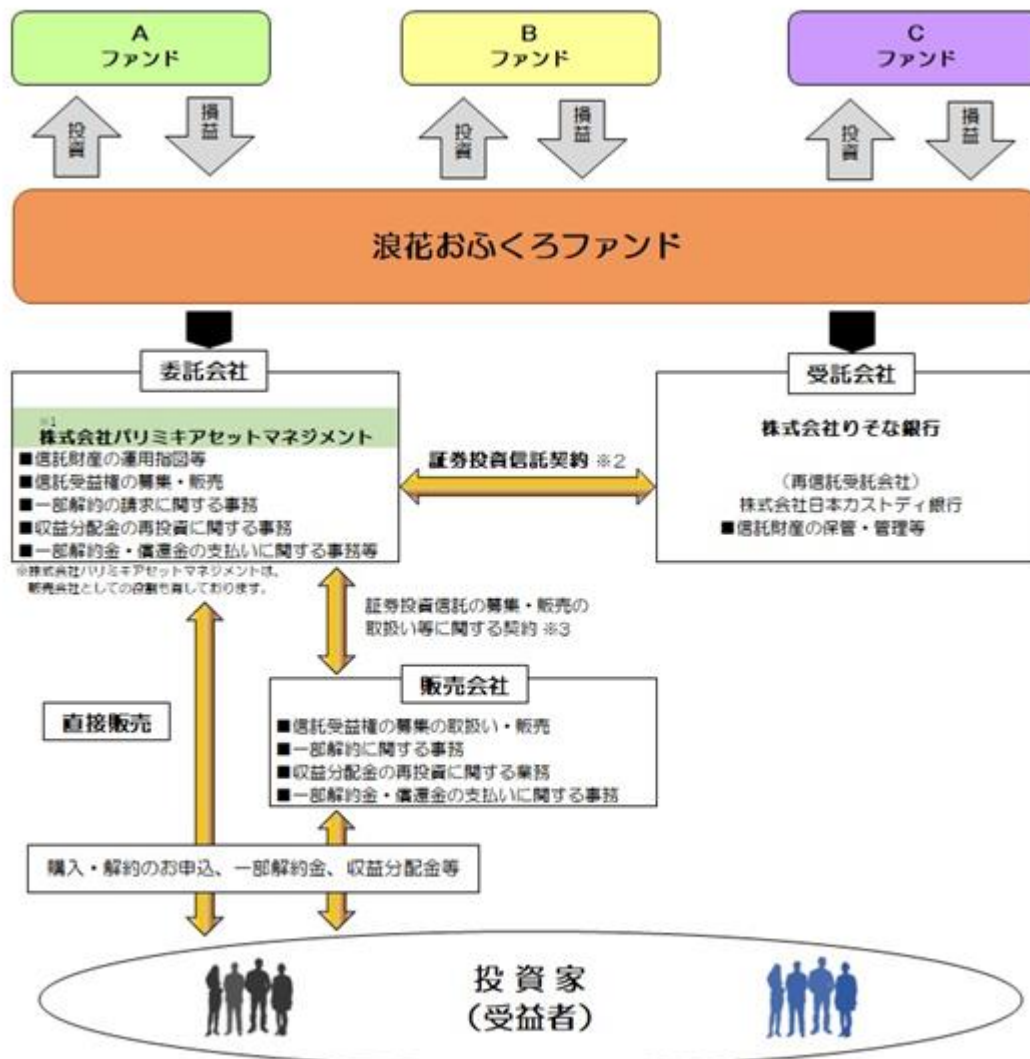 A
ファンド
B
ファンド
C
ファンド
投資
損益
投資
損益
投資
損益
浪花おふくろファンド
委託会社
※1
株式会社パリミキアセットマネジメント
■信託財産の運用指図等
■信託受益権の募集・販売
■一部解約の請求に関する事務
■収益分配金の再投資に関する事務
■一部解約金・償還金の支払いに関する事務等
※株式会社パリミキアセットマネジメントは、
販売会社としての役割も有しております。
証券投資信託契約 ※2
受託会社
株式会社りそな銀行
（再信託受託会社）
株式会社日本カストディ銀行
■信託財産の保管・管理等
証券投資信託の募集・販売の
取扱い等に関する契約 ※3
直接販売
販売会社
■信託受益権の募集の取扱い・販売
■一部解約に関する事務
■収益分配金の再投資に関する業務
■一部解約金・償還金の支払いに関する事務
購入・解約のお申込、一部解約金、収益分配金等
投資家
（受益者）